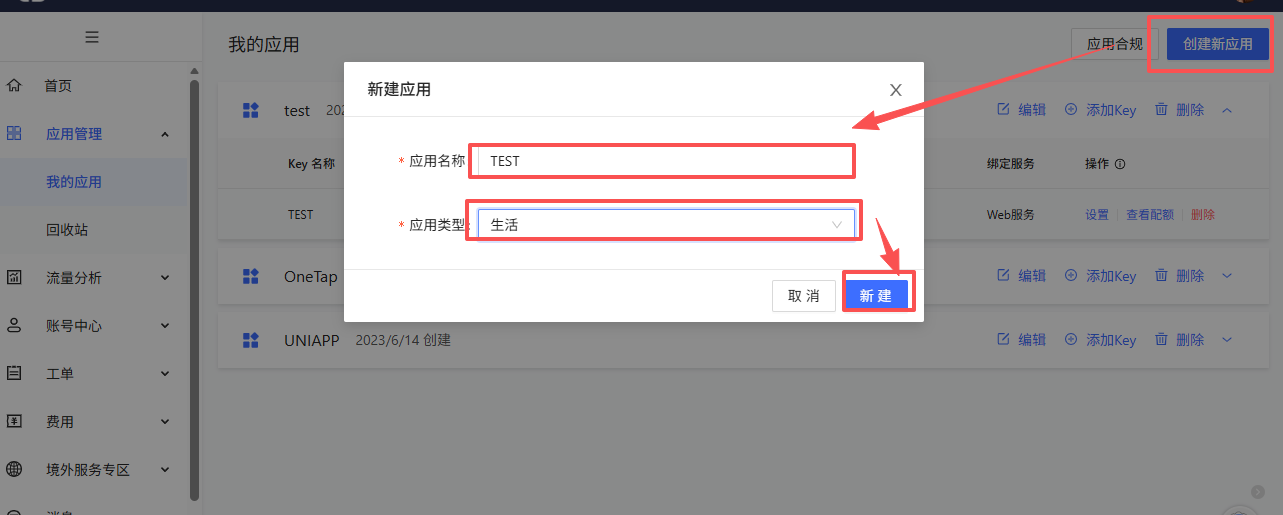 我的应用
应用合规
创建新应用
首页
应用管理
我的应用
回收站
流量分析
账号中心
工单
费用
境外服务专区
新建应用
X
* 应用名称
TEST
* 应用类型:
生活
取 消
新 建
test
编辑
添加Key
删除
Key 名称
绑定服务
操作
TEST
Web服务
设置
查看配额
删除
OneTap
编辑
添加Key
删除
UNIAPP 2023/6/14 创建
编辑
添加Key
删除